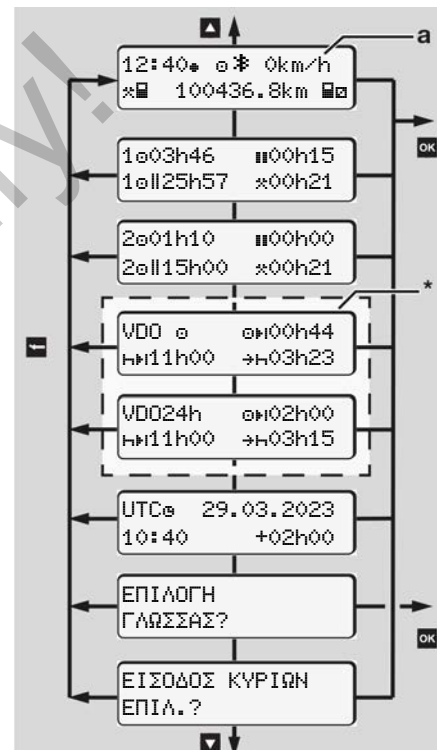 a
12:40 0km/h
100436.8km
OK
1 03h46 00h15
1 25h57 00h21
2 01h10 00h00
2 15h00 00h21
*
VDO 00h44
11h00 03h23
VDO24h 02h00
11h00 03h15
UTC 29.03.2023
10:40 +02h00
ΕΠΙΛΟΓΗ
ΓΛΩΣΣΑΣ?
OK
ΕΙΣΟΔΟΣ ΚΥΡΙΩΝ
ΕΠΙΛ.?